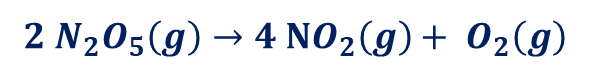 2 N₂O₅(g) → 4 NO₂(g) + O₂(g)